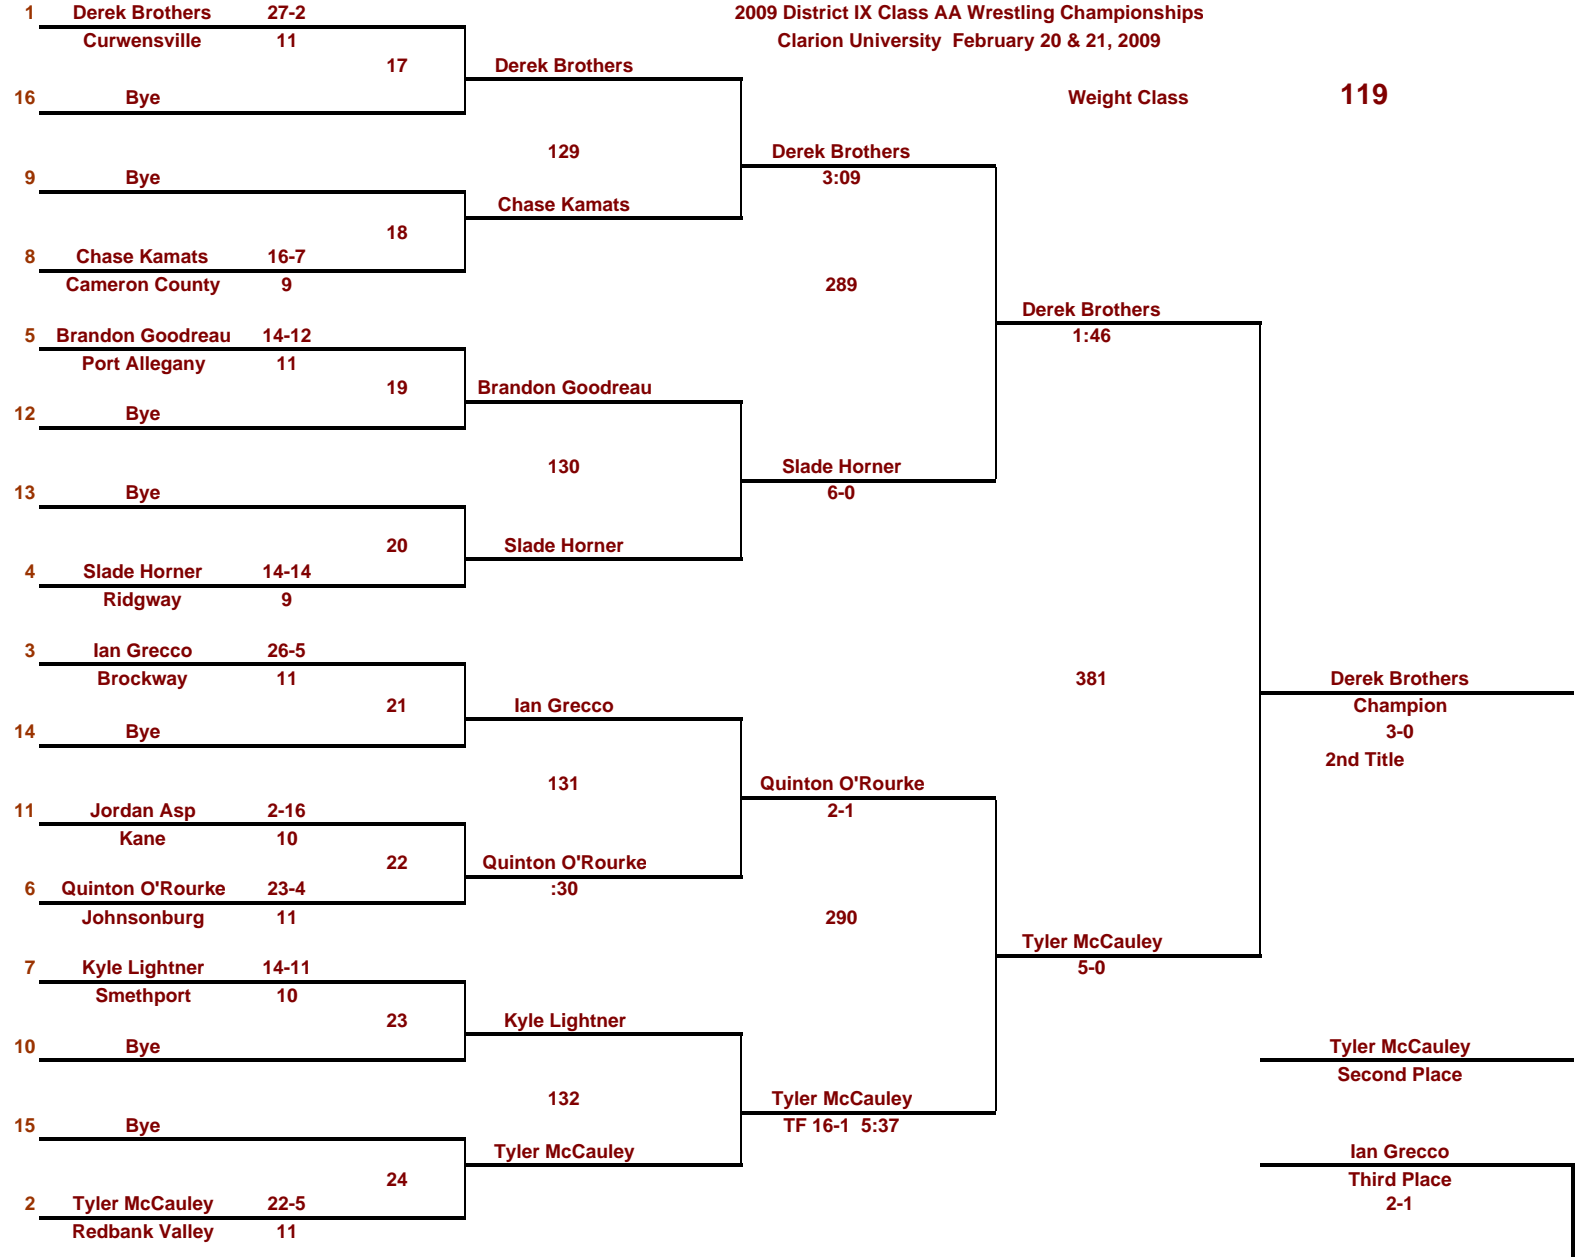 1 Derek Brothers 27-2 2009 District IX Class AA Wrestling Championships
Curwensville 11 Clarion University February 20 & 21, 2009
17 Derek Brothers
16 Bye Weight Class 119
129 Derek Brothers
9 Bye 3:09
Chase Kamats
18
8 Chase Kamats 16-7
Cameron County 9 289
Derek Brothers
5 Brandon Goodreau 14-12 1:46
Port Allegany 11
19 Brandon Goodreau
12 Bye
130 Slade Horner
13 Bye 6-0
20 Slade Horner
4 Slade Horner 14-14
Ridgway 9
3 Ian Grecco 26-5
Brockway 11 381 Derek Brothers
21 Ian Grecco Champion
14 Bye 3-0
2nd Title
131 Quinton O'Rourke
11 Jordan Asp 2-16 2-1
Kane 10
22 Quinton O'Rourke
6 Quinton O'Rourke 23-4 :30
Johnsonburg 11 290
Tyler McCauley
7 Kyle Lightner 14-11 5-0
Smethport 10
23 Kyle Lightner
10 Bye Tyler McCauley
Second Place
132 Tyler McCauley
15 Bye TF 16-1 5:37
Tyler McCauley Ian Grecco
24 Third Place
2 Tyler McCauley 22-5 2-1
Redbank Valley 11